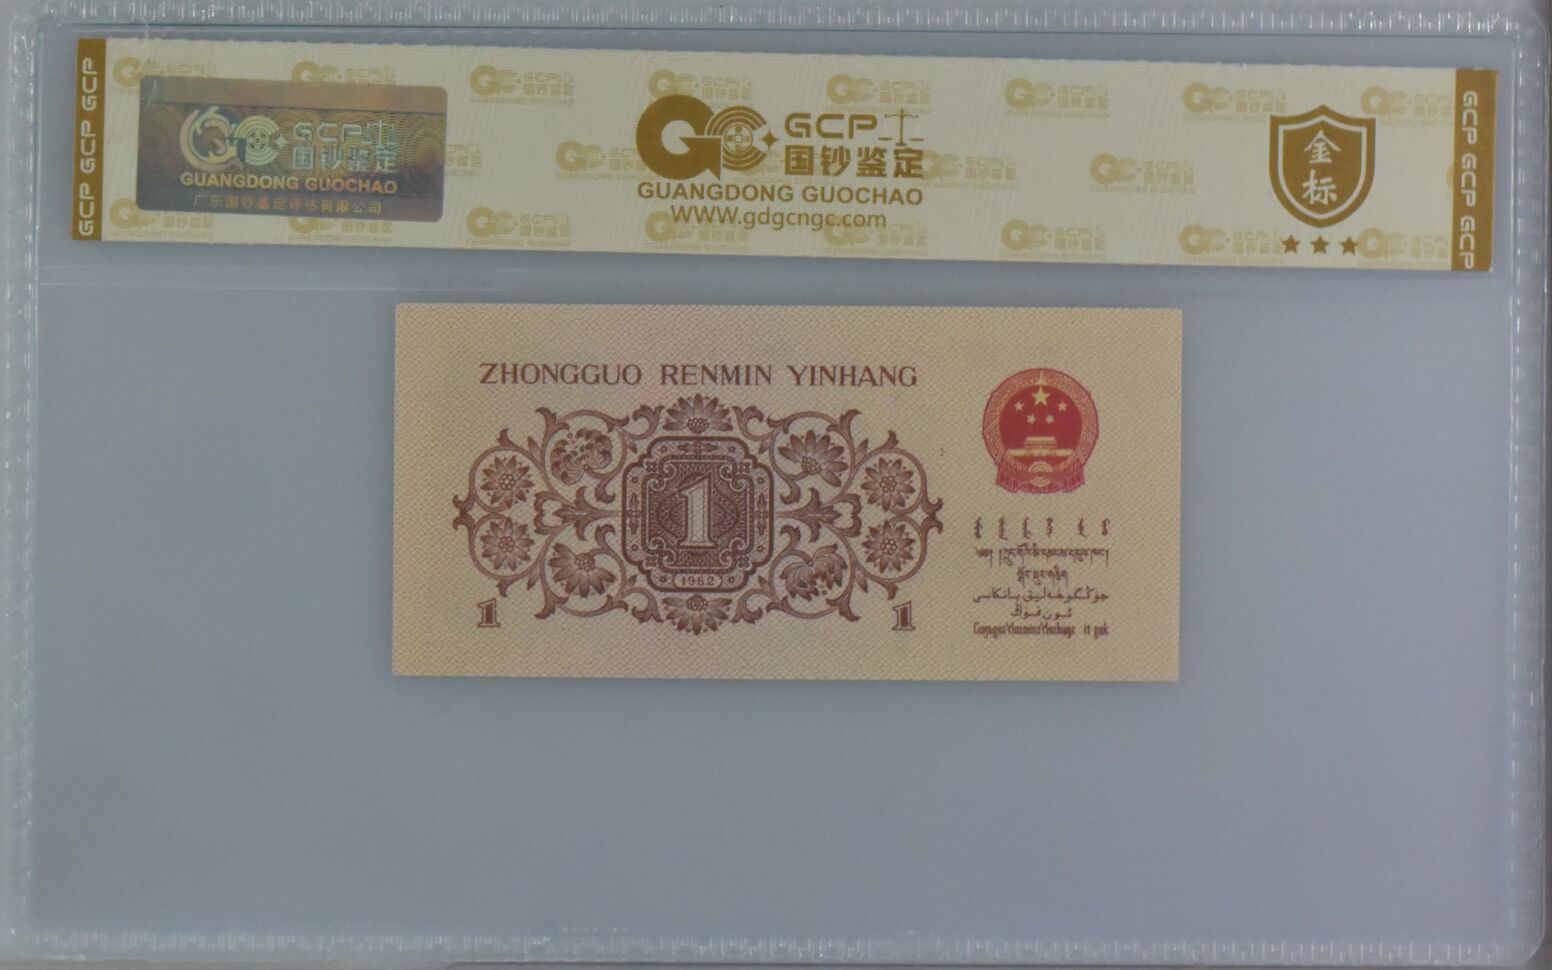 GCP GCP GCP
GCP
国钞鉴定
GUANGDONG GUOCHAO
广东国钞鉴定评估有限公司
GCP
国钞鉴定
GUANGDONG GUOCHAO
WWW.gdgcngc.com
金标
GCP GCP GCP
ZHONGGUO RENMIN YINHANG
1
1962
1
1
جۇڭگوخەلىق بانكىسى